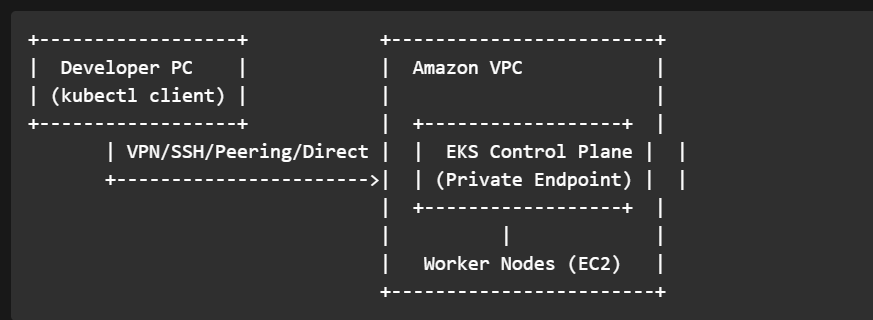 Developer PC Amazon VPC
(kubectl client)
VPN/SSH/Peering/Direct EKS Control Plane
(Private Endpoint)
Worker Nodes (EC2)